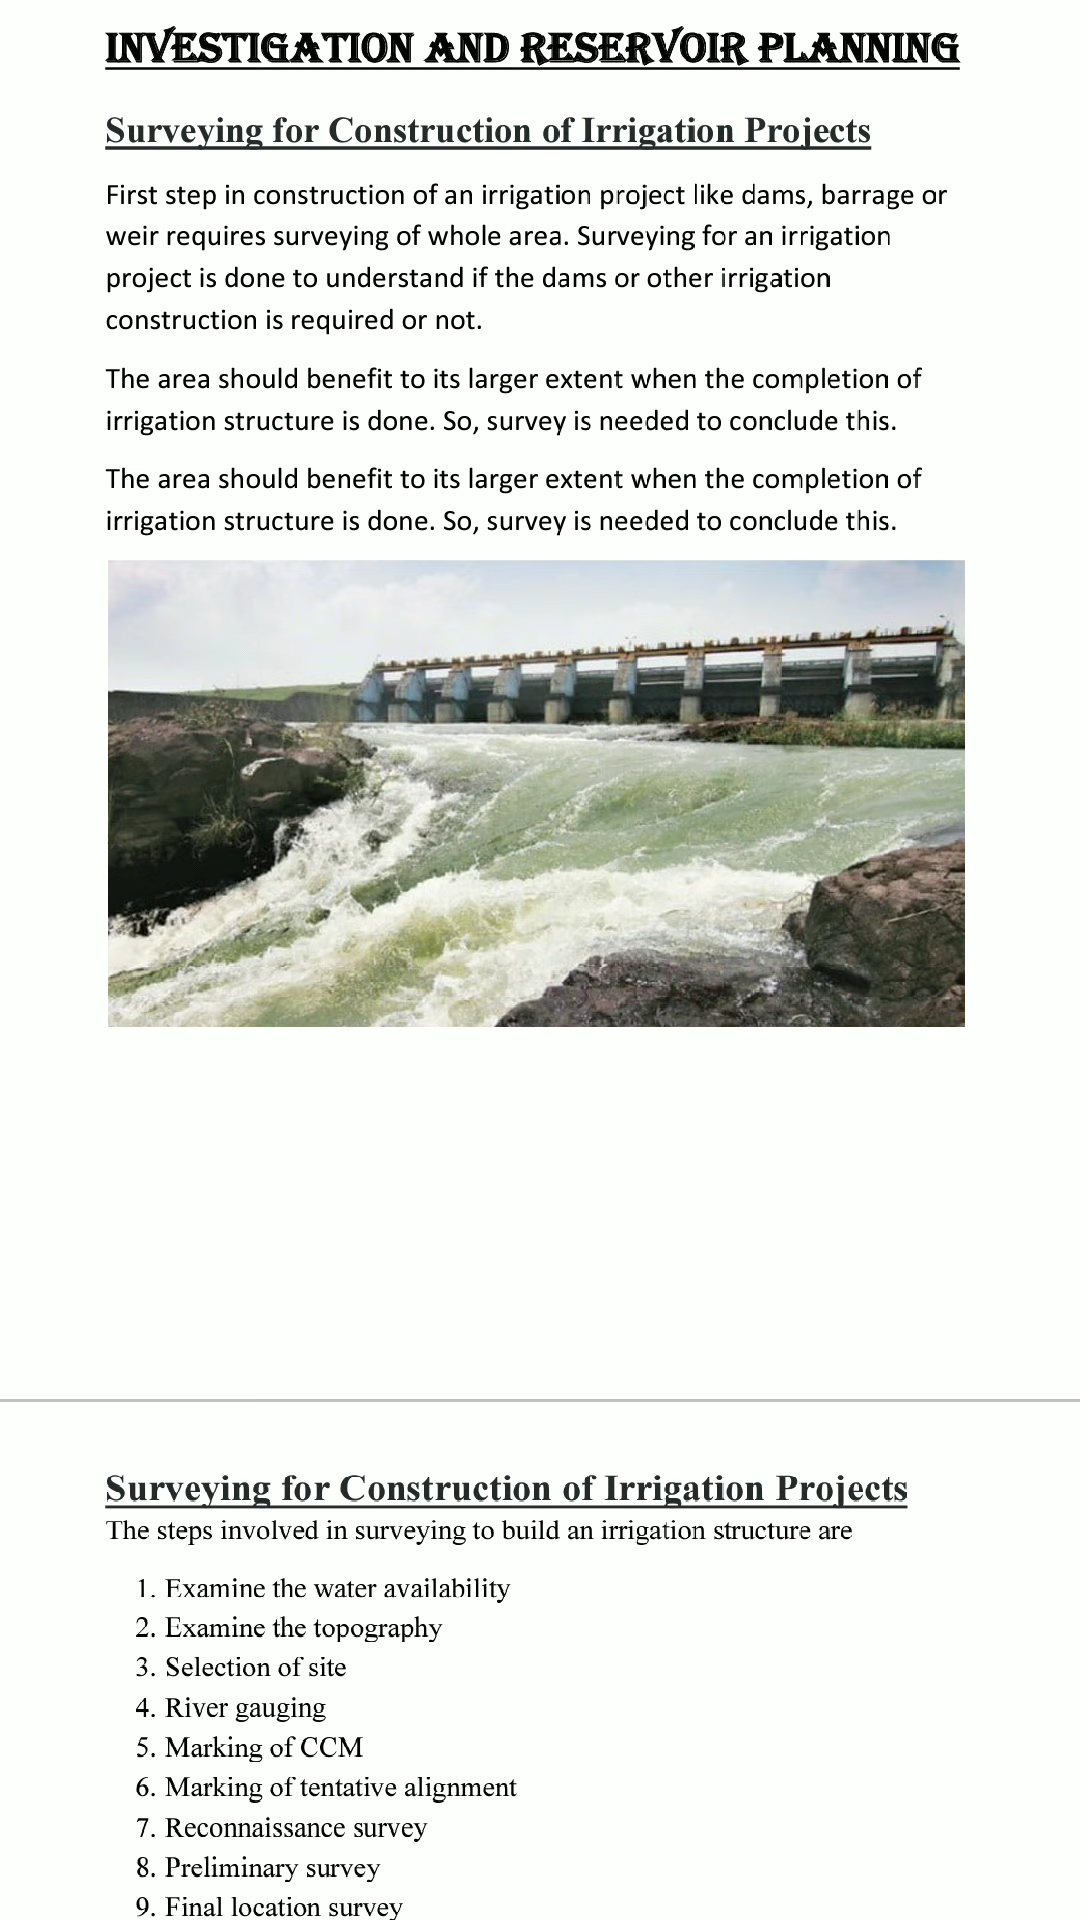 INVESTIGATION AND RESERVOIR PLANNING
Surveying for Construction of Irrigation Projects
First step in construction of an irrigation project like dams, barrage or
weir requires surveying of whole area. Surveying for an irrigation
project is done to understand if the dams or other irrigation
construction is required or not.
The area should benefit to its larger extent when the completion of
irrigation structure is done. So, survey is needed to conclude this.
The area should benefit to its larger extent when the completion of
irrigation structure is done. So, survey is needed to conclude this.
Surveying for Construction of Irrigation Projects
The steps involved in surveying to build an irrigation structure are
1. Examine the water availability
2. Examine the topography
3. Selection of site
4. River gauging
5. Marking of CCM
6. Marking of tentative alignment
7. Reconnaissance survey
8. Preliminary survey
9. Final location survey